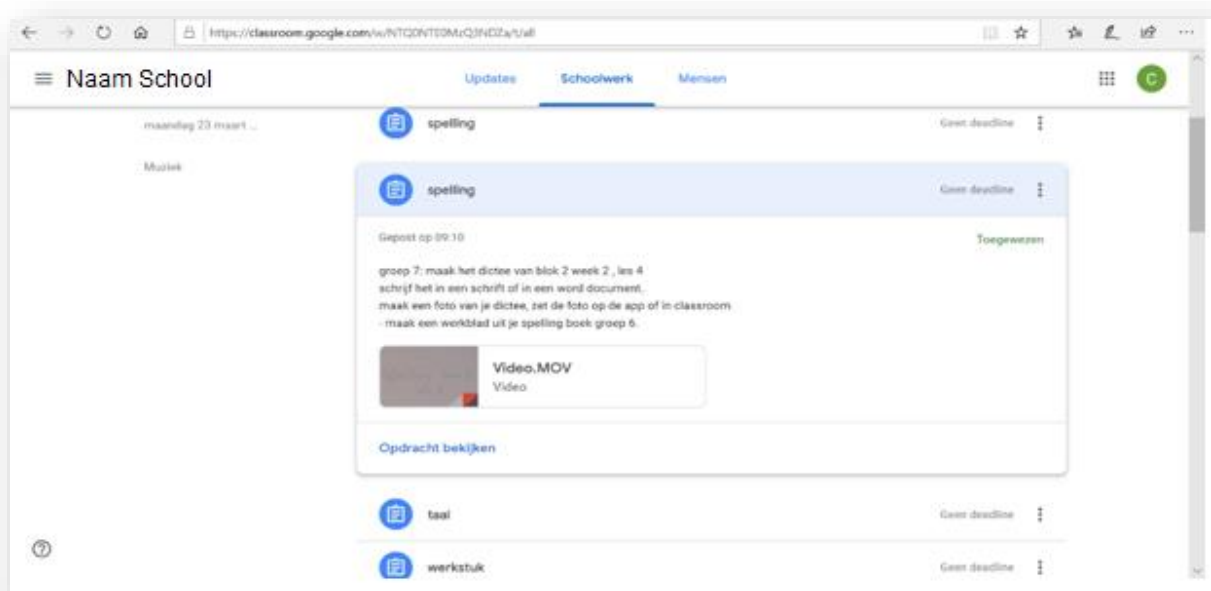 https://classroom.google.com/w/
Naam School
Updates Schoolwerk Mensen
C
maandag 23 maart ...
Muziek
spelling Geen deadline
spelling Geen deadline
Gepost op 09:10 Toegewezen
groep 7: maak het dictee van blok 2 week 2 , les 4
schrijf het in een schrift of in een word document.
maak een foto van je dictee, zet de foto op de app of in classroom
- maak een werkblad uit je spelling boek groep 6.
Video.MOV
Video
Opdracht bekijken
taal Geen deadline
werkstuk Geen deadline